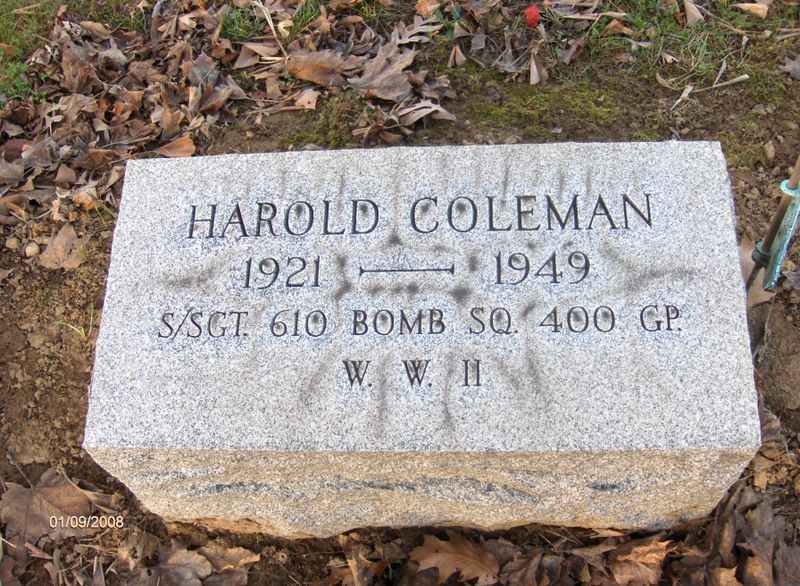 HAROLD COLEMAN
1921 — 1949
S/SGT. 610 BOMB SQ. 400 GP.
W. W. II
01/09/2008